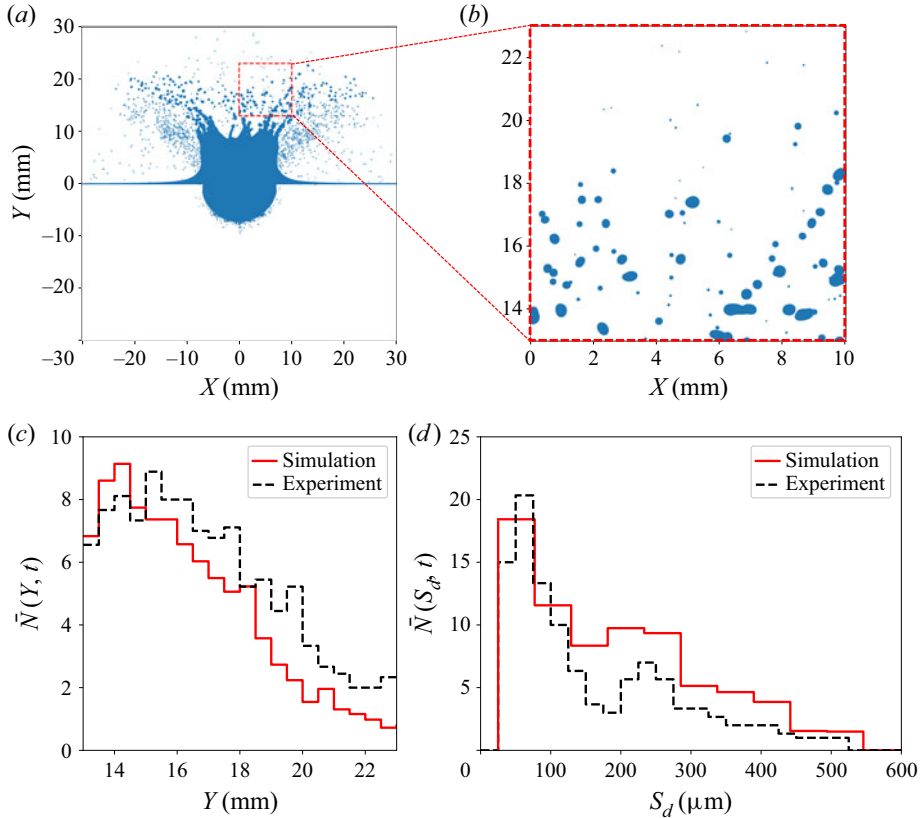 (a)
30
20
10
0
–10
–20
–30
Y (mm)
–20 –10 0 10 20 30
X (mm)
(b)
22
20
18
16
14
0 2 4 6 8 10
X (mm)
(c)
10
8
6
4
2
0
N̄ (Y, t)
Simulation
Experiment
14 16 18 20 22
Y (mm)
(d)
25
20
15
10
5
N̄ (S_d, t)
Simulation
Experiment
0 100 200 300 400 500 600
S_d (μm)